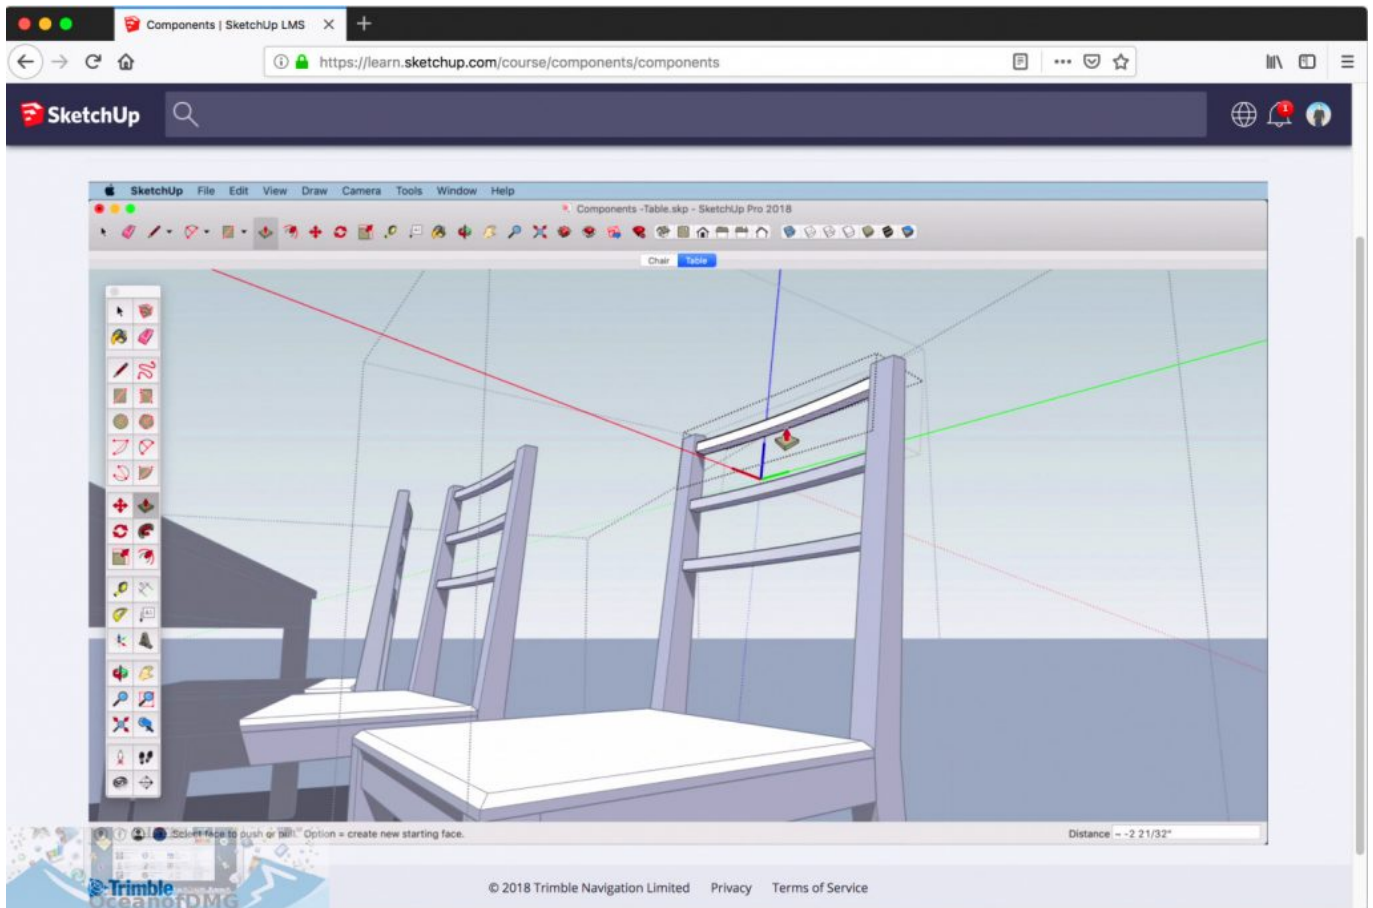 Components | SketchUp LMS
https://learn.sketchup.com/course/components/components
SketchUp
1
SketchUp File Edit View Draw Camera Tools Window Help
Components -Table.skp - SketchUp Pro 2018
Chair Table
Select face to push or pull. Option = create new starting face.
Distance ~ -2 21/32"
Trimble
OceanofDMG
© 2018 Trimble Navigation Limited Privacy Terms of Service